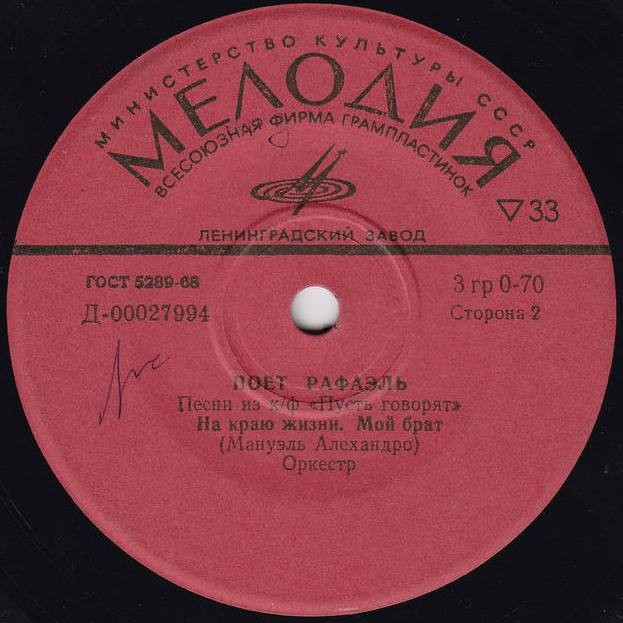 МИНИСТЕРСТВО КУЛЬТУРЫ СССР
МЕЛОДИЯ
ВСЕСОЮЗНАЯ ФИРМА ГРАМПЛАСТИНОК
▽33
ЛЕНИНГРАДСКИЙ ЗАВОД
ГОСТ 5289-68
3 гр 0-70
Д-00027994
Сторона 2
ПОЕТ РАФАЭЛЬ
Песни из к/ф «Пусть говорят»
На краю жизни. Мой брат
(Мануэль Алехандро)
Оркестр